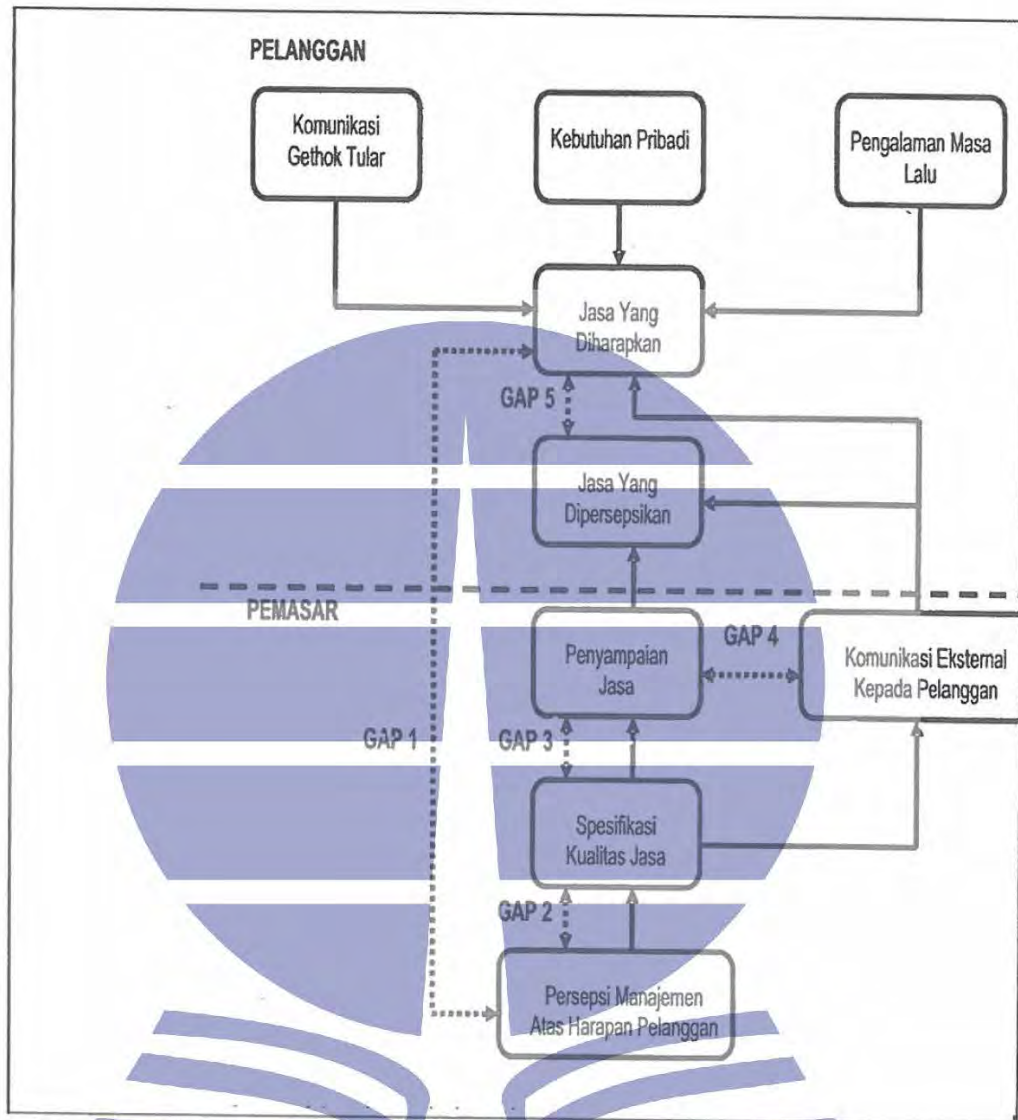 PELANGGAN
Komunikasi
Gethok Tular
Kebutuhan Pribadi
Pengalaman Masa
Lalu
Jasa Yang
Diharapkan
GAP 5
Jasa Yang
Dipersepsikan
PEMASAR
Penyampaian
Jasa
GAP 4
Komunikasi Eksternal
Kepada Pelanggan
GAP 1
GAP 3
Spesifikasi
Kualitas Jasa
GAP 2
Persepsi Manajemen
Atas Harapan Pelanggan